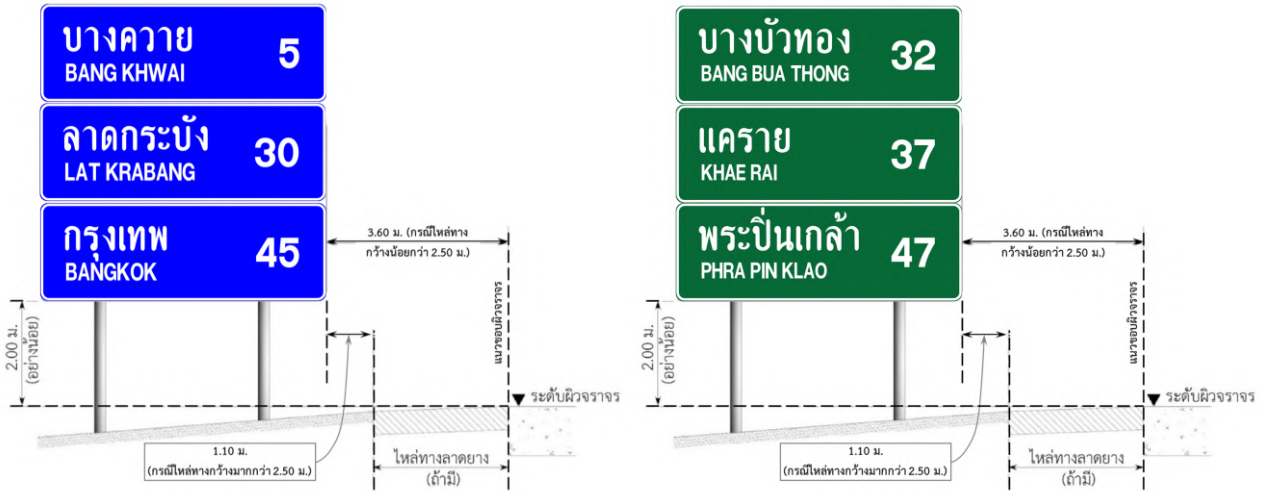 บางควาย 5
BANG KHWAI
ลาดกระบัง 30
LAT KRABANG
กรุงเทพ 45
BANGKOK
3.60 ม. (กรณีไหล่ทาง
กว้างน้อยกว่า 2.50 ม.)
2.00 ม.
(อย่างน้อย)
แนวขอบผิวจราจร
ระดับผิวจราจร
1.10 ม.
(กรณีไหล่ทางกว้างมากกว่า 2.50 ม.)
ไหล่ทางลาดยาง
(ถ้ามี)
บางบัวทอง 32
BANG BUA THONG
แคราย 37
KHAE RAI
พระปิ่นเกล้า 47
PHRA PIN KLAO
3.60 ม. (กรณีไหล่ทาง
กว้างน้อยกว่า 2.50 ม.)
2.00 ม.
(อย่างน้อย)
แนวขอบผิวจราจร
ระดับผิวจราจร
1.10 ม.
(กรณีไหล่ทางกว้างมากกว่า 2.50 ม.)
ไหล่ทางลาดยาง
(ถ้ามี)